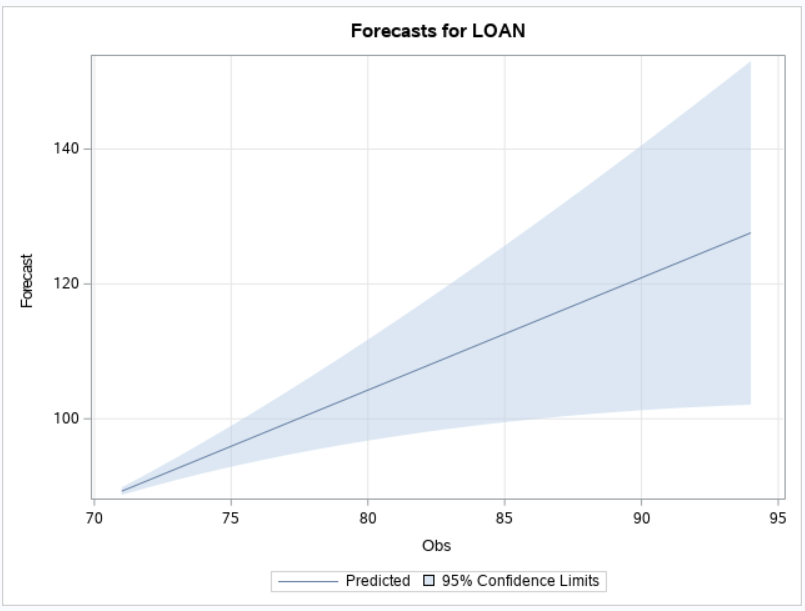 Forecasts for LOAN
140
120
100
Forecast
70 75 80 85 90 95
Obs
Predicted 95% Confidence Limits